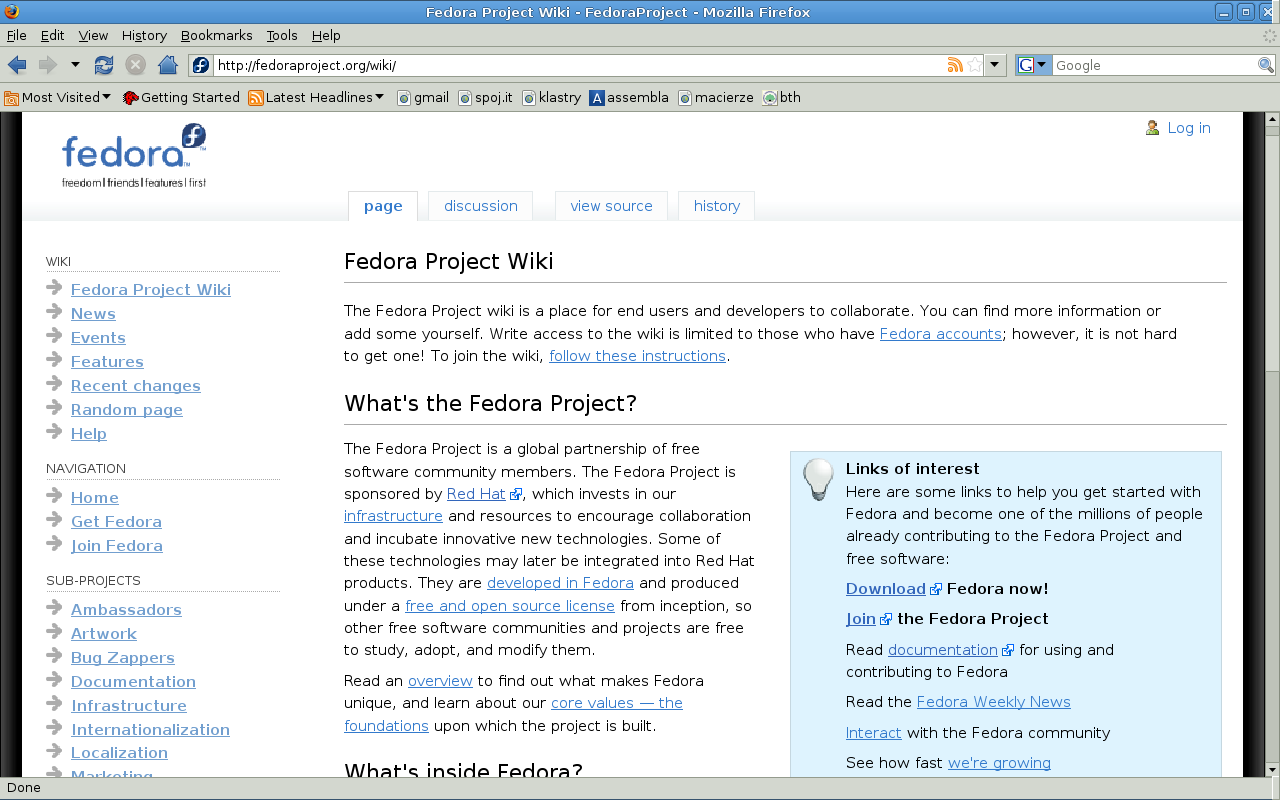 Fedora Project Wiki - FedoraProject - Mozilla Firefox
File Edit View History Bookmarks Tools Help
http://fedoraproject.org/wiki/
G Google
Most Visited Getting Started Latest Headlines gmail spoj.it klastry A assembla macierze bth
Log in
fedora™
freedom | friends | features | first
page discussion view source history
WIKI
Fedora Project Wiki
News
Events
Features
Recent changes
Random page
Help
NAVIGATION
Home
Get Fedora
Join Fedora
SUB-PROJECTS
Ambassadors
Artwork
Bug Zappers
Documentation
Infrastructure
Internationalization
Localization
Marketing
Fedora Project Wiki
The Fedora Project wiki is a place for end users and developers to collaborate. You can find more information or
add some yourself. Write access to the wiki is limited to those who have Fedora accounts; however, it is not hard
to get one! To join the wiki, follow these instructions.
What's the Fedora Project?
The Fedora Project is a global partnership of free
software community members. The Fedora Project is
sponsored by Red Hat, which invests in our
infrastructure and resources to encourage collaboration
and incubate innovative new technologies. Some of
these technologies may later be integrated into Red Hat
products. They are developed in Fedora and produced
under a free and open source license from inception, so
other free software communities and projects are free
to study, adopt, and modify them.
Read an overview to find out what makes Fedora
unique, and learn about our core values — the
foundations upon which the project is built.
What's inside Fedora?
Links of interest
Here are some links to help you get started with
Fedora and become one of the millions of people
already contributing to the Fedora Project and
free software:
Download Fedora now!
Join the Fedora Project
Read documentation for using and
contributing to Fedora
Read the Fedora Weekly News
Interact with the Fedora community
See how fast we're growing
Done